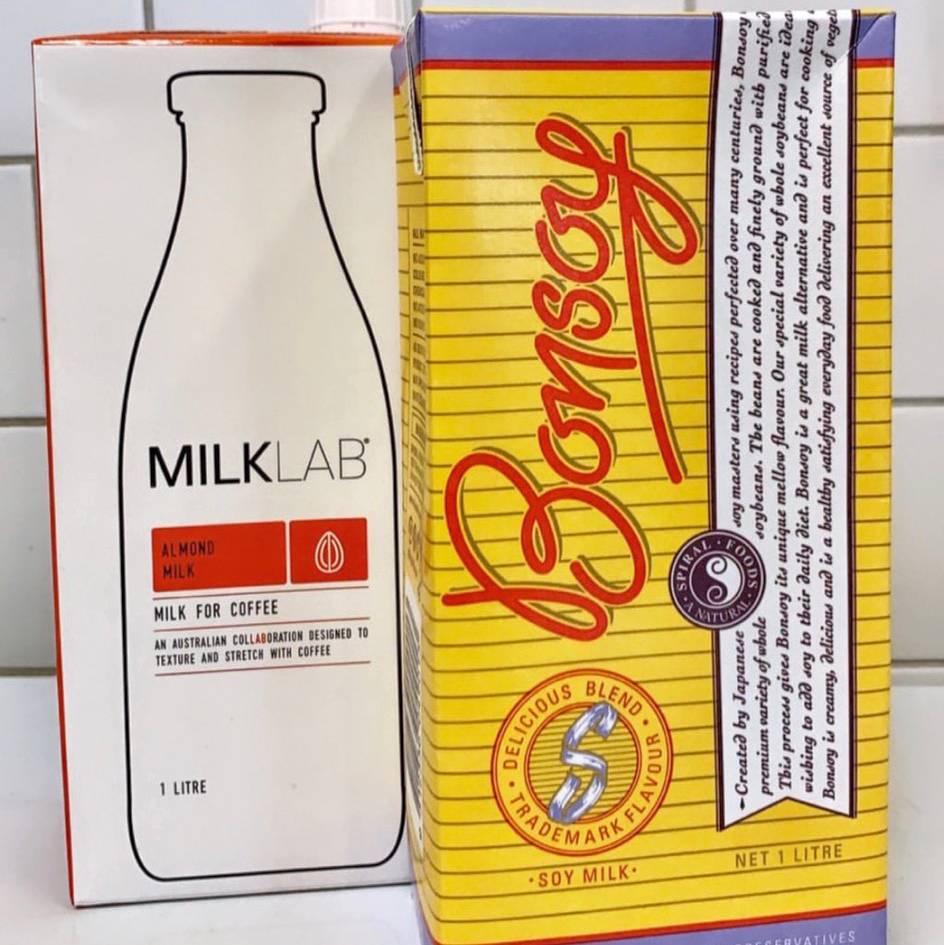 MILKLAB®
ALMOND
MILK
MILK FOR COFFEE
AN AUSTRALIAN COLLABORATION DESIGNED TO
TEXTURE AND STRETCH WITH COFFEE
1 LITRE
Bonsoy
Created by Japanese soy masters using recipes perfected over many centuries, Bonsoy
premium variety of whole soybeans. The beans are cooked and finely ground with purified
This process gives Bonsoy its unique mellow flavour. Our special variety of whole soybeans are
wishing to add soy to their daily diet. Bonsoy is a great milk alternative and is perfect for cooking
Bonsoy is creamy, delicious and is a healthy satisfying everyday food delivering an excellent source of
SPIRAL • FOODS
• A NATURAL •
DELICIOUS BLEND •
S
• TRADEMARK FLAVOUR
•SOY MILK•
NET 1 LITRE